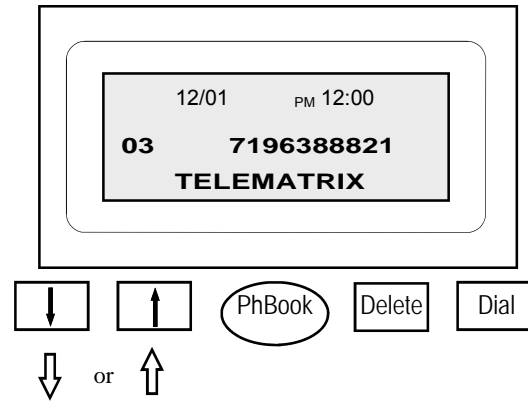 12/01 PM 12:00
03 7196388821
TELEMATRIX
PhBook Delete Dial
or